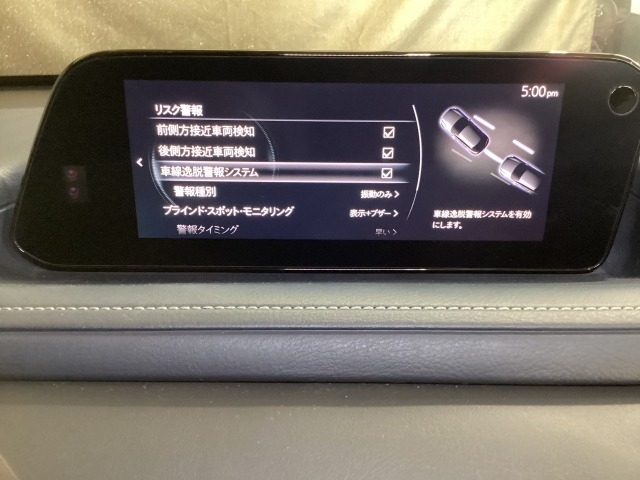 5:00pm
リスク警報
前側方接近車両検知
後側方接近車両検知
車線逸脱警報システム
警報種別 振動のみ
ブラインド・スポット・モニタリング 表示+ブザー
警報タイミング 早い
車線逸脱警報システムを有効
にします。